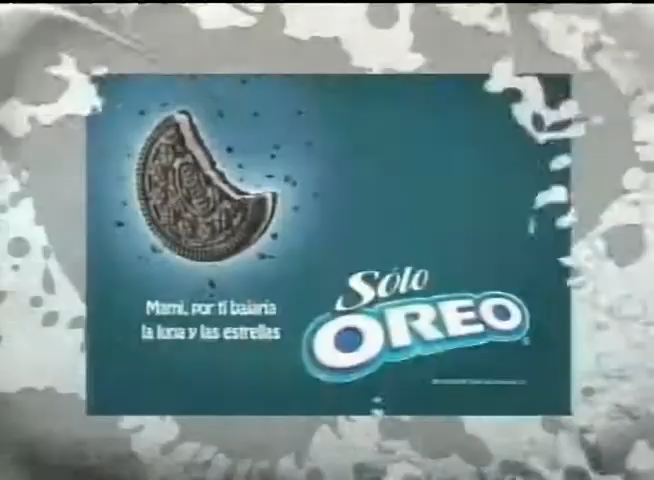 Mami, por ti bajaría
la luna y las estrellas
Sólo
OREO